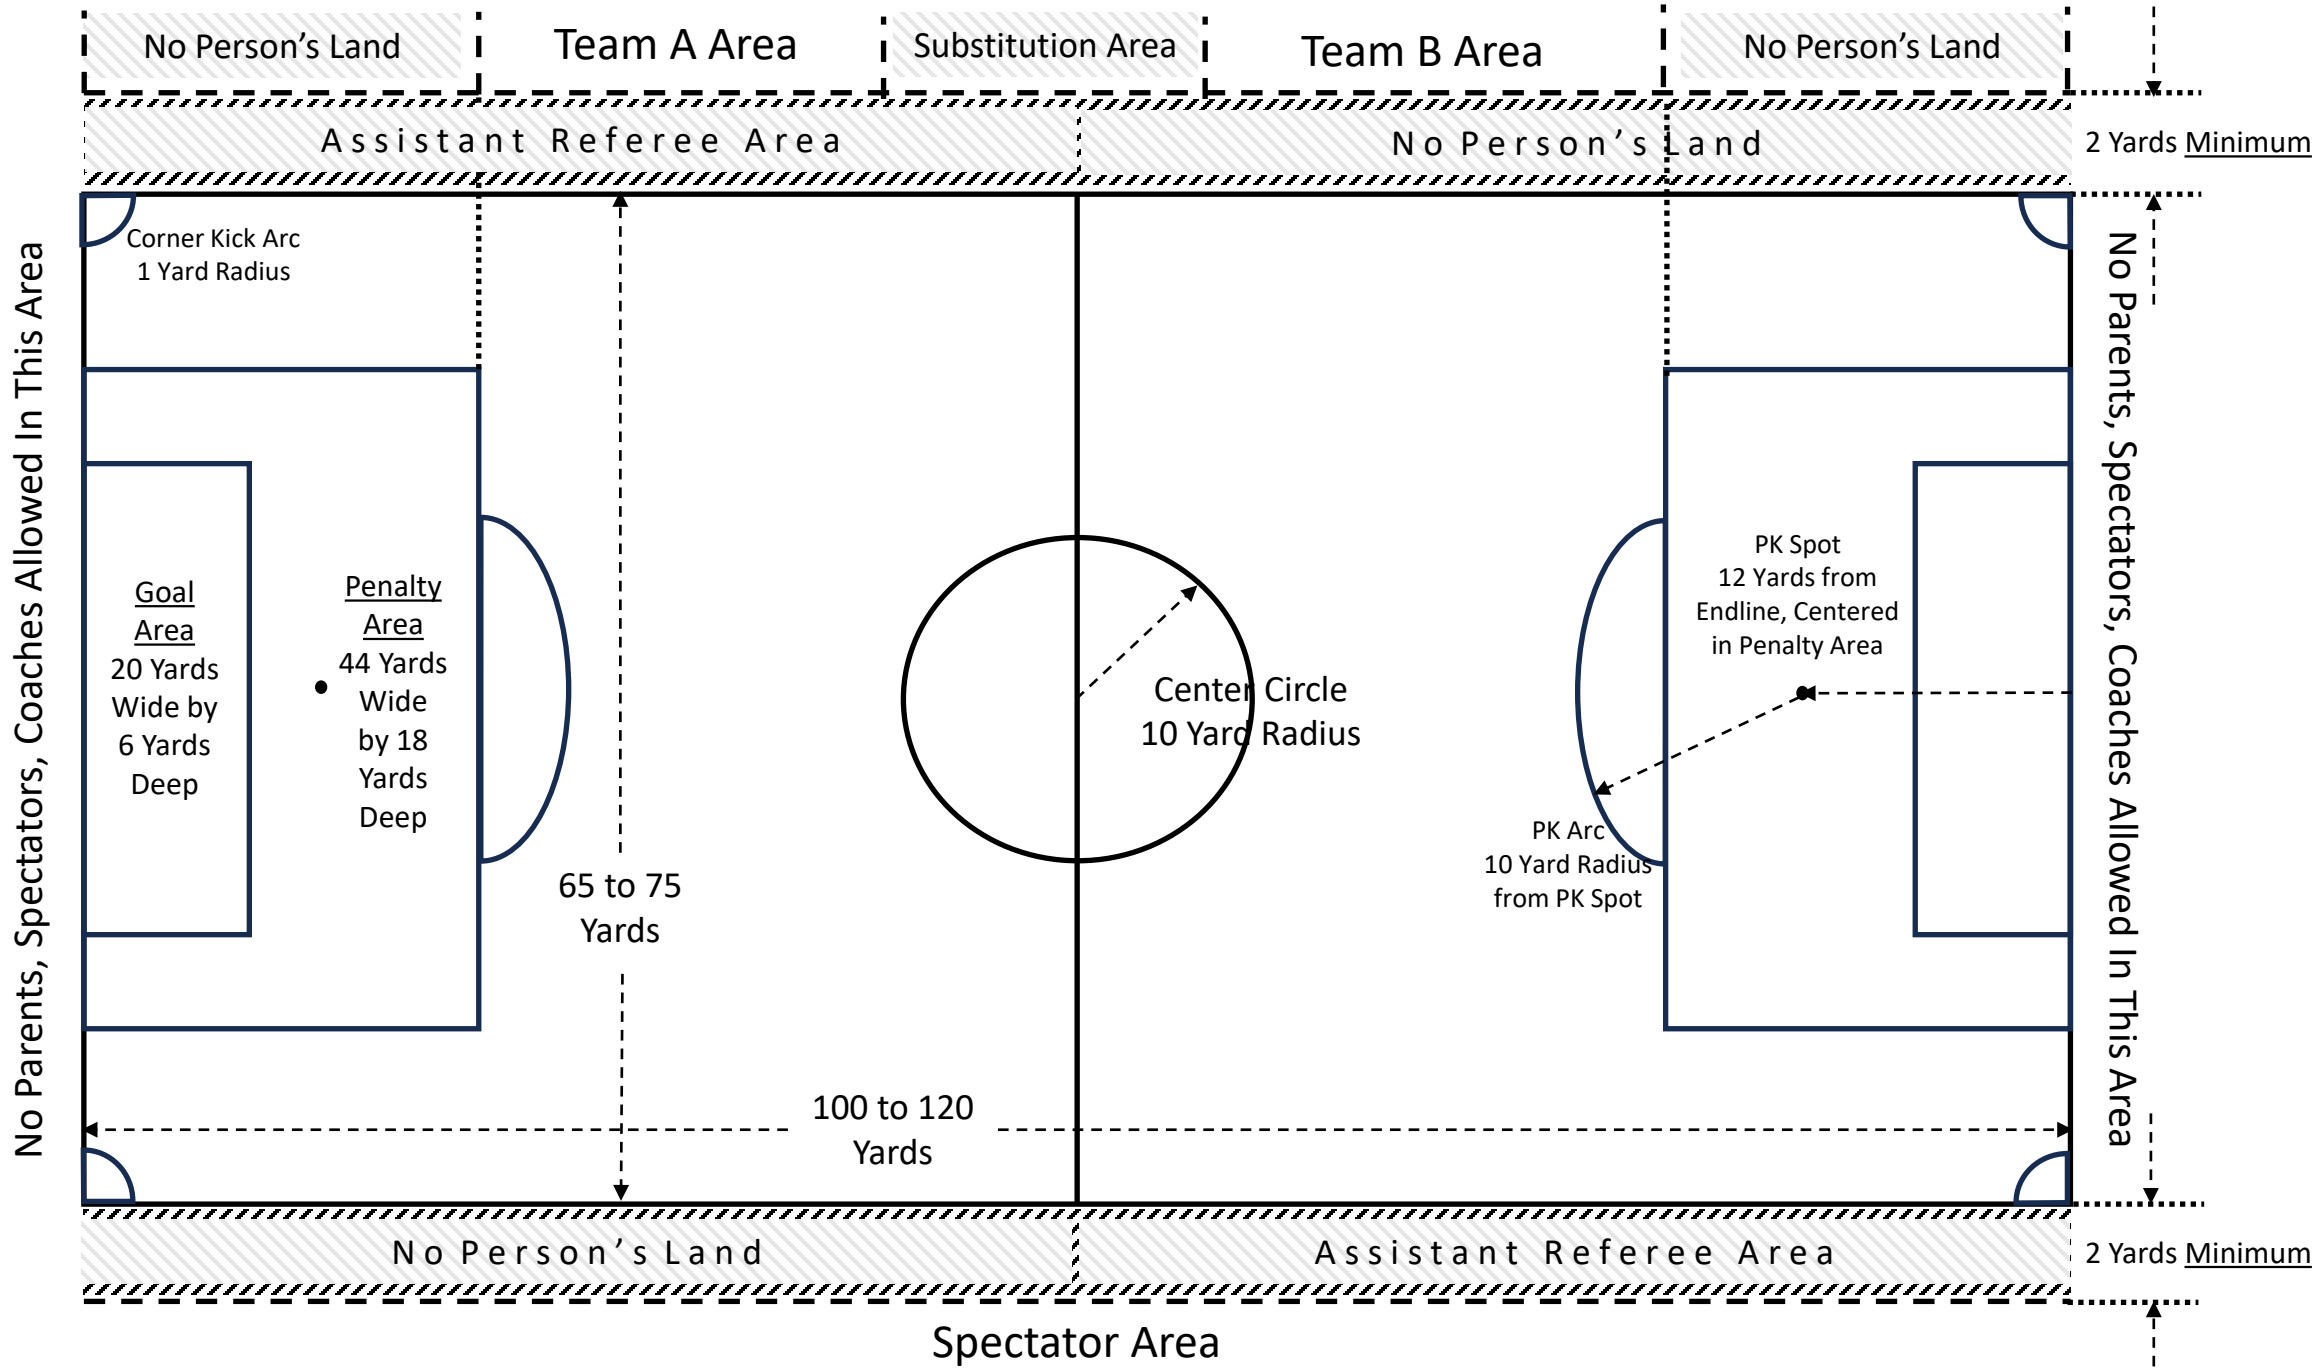 No Person’s Land
Team A Area
Substitution Area
Team B Area
No Person’s Land
Assistant Referee Area
No Person’s Land
2 Yards Minimum
Corner Kick Arc
1 Yard Radius
No Parents, Spectators, Coaches Allowed In This Area
No Parents, Spectators, Coaches Allowed In This Area
Goal
Area
20 Yards
Wide by
6 Yards
Deep
Penalty
Area
44 Yards
Wide
by 18
Yards
Deep
65 to 75
Yards
Center Circle
10 Yard Radius
PK Spot
12 Yards from
Endline, Centered
in Penalty Area
PK Arc
10 Yard Radius
from PK Spot
100 to 120
Yards
No Person’s Land
Assistant Referee Area
2 Yards Minimum
Spectator Area